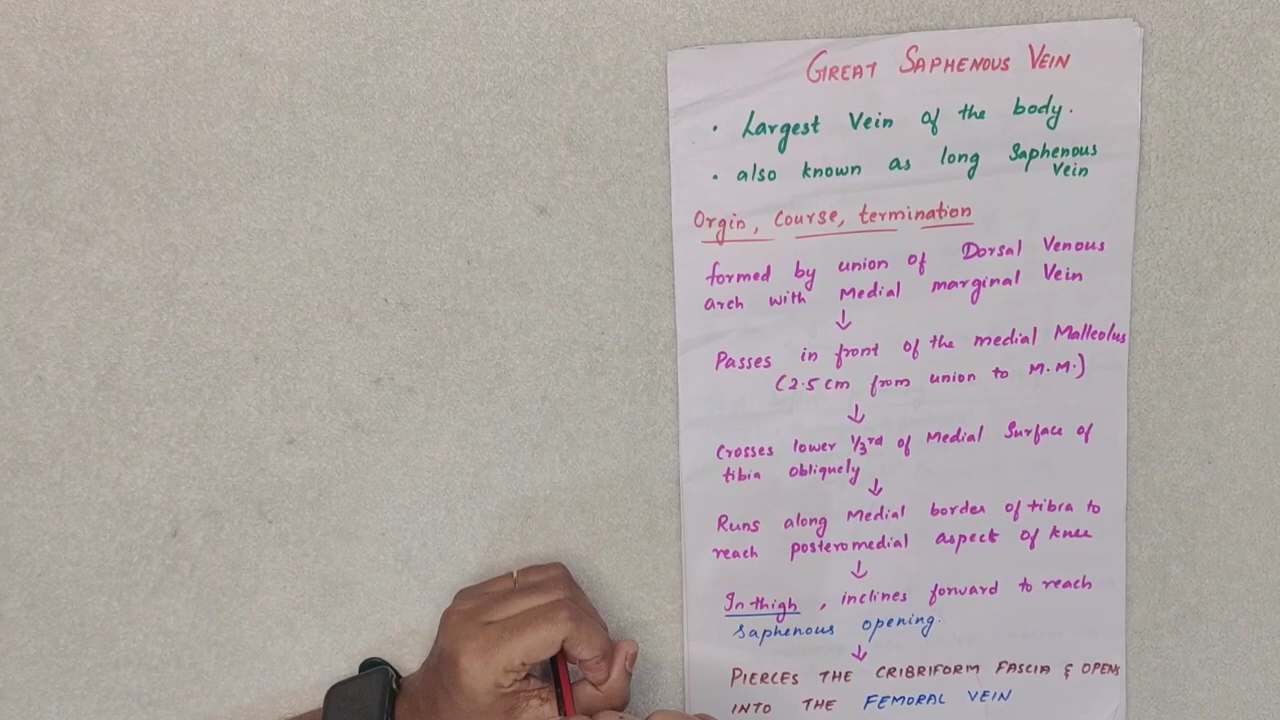 GREAT SAPHENOUS VEIN
· Largest Vein of the body.
· also known as long Saphenous
Vein
Orgin, Course, termination
formed by union of Dorsal Venous
arch with Medial marginal Vein
↓
Passes in front of the medial Malleolus
(2.5cm from union to M.M.)
↓
Crosses lower 1/3rd of Medial Surface of
tibia obliquely
↓
Runs along Medial border of tibia to
reach posteromedial aspect of knee
↓
In thigh, inclines forward to reach
Saphenous opening.
↓
PIERCES THE CRIBRIFORM FASCIA & OPENS
INTO THE FEMORAL VEIN